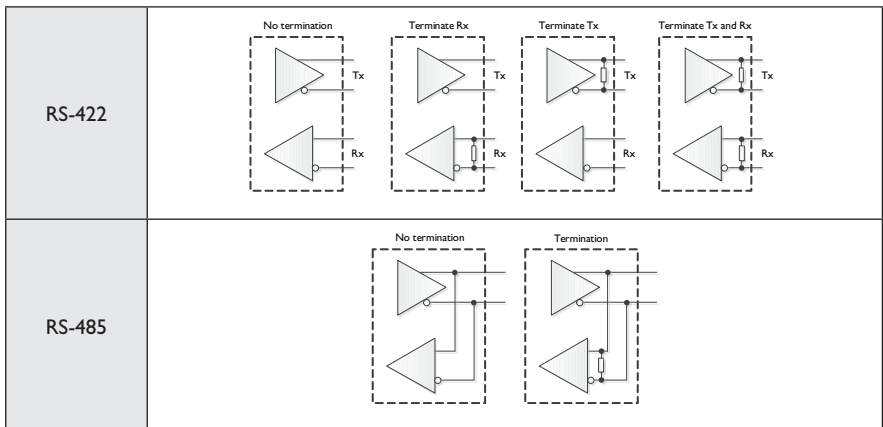 RS-422
No termination
Terminate Rx
Terminate Tx
Terminate Tx and Rx
Tx
Tx
Tx
Tx
Rx
Rx
Rx
Rx
RS-485
No termination
Termination